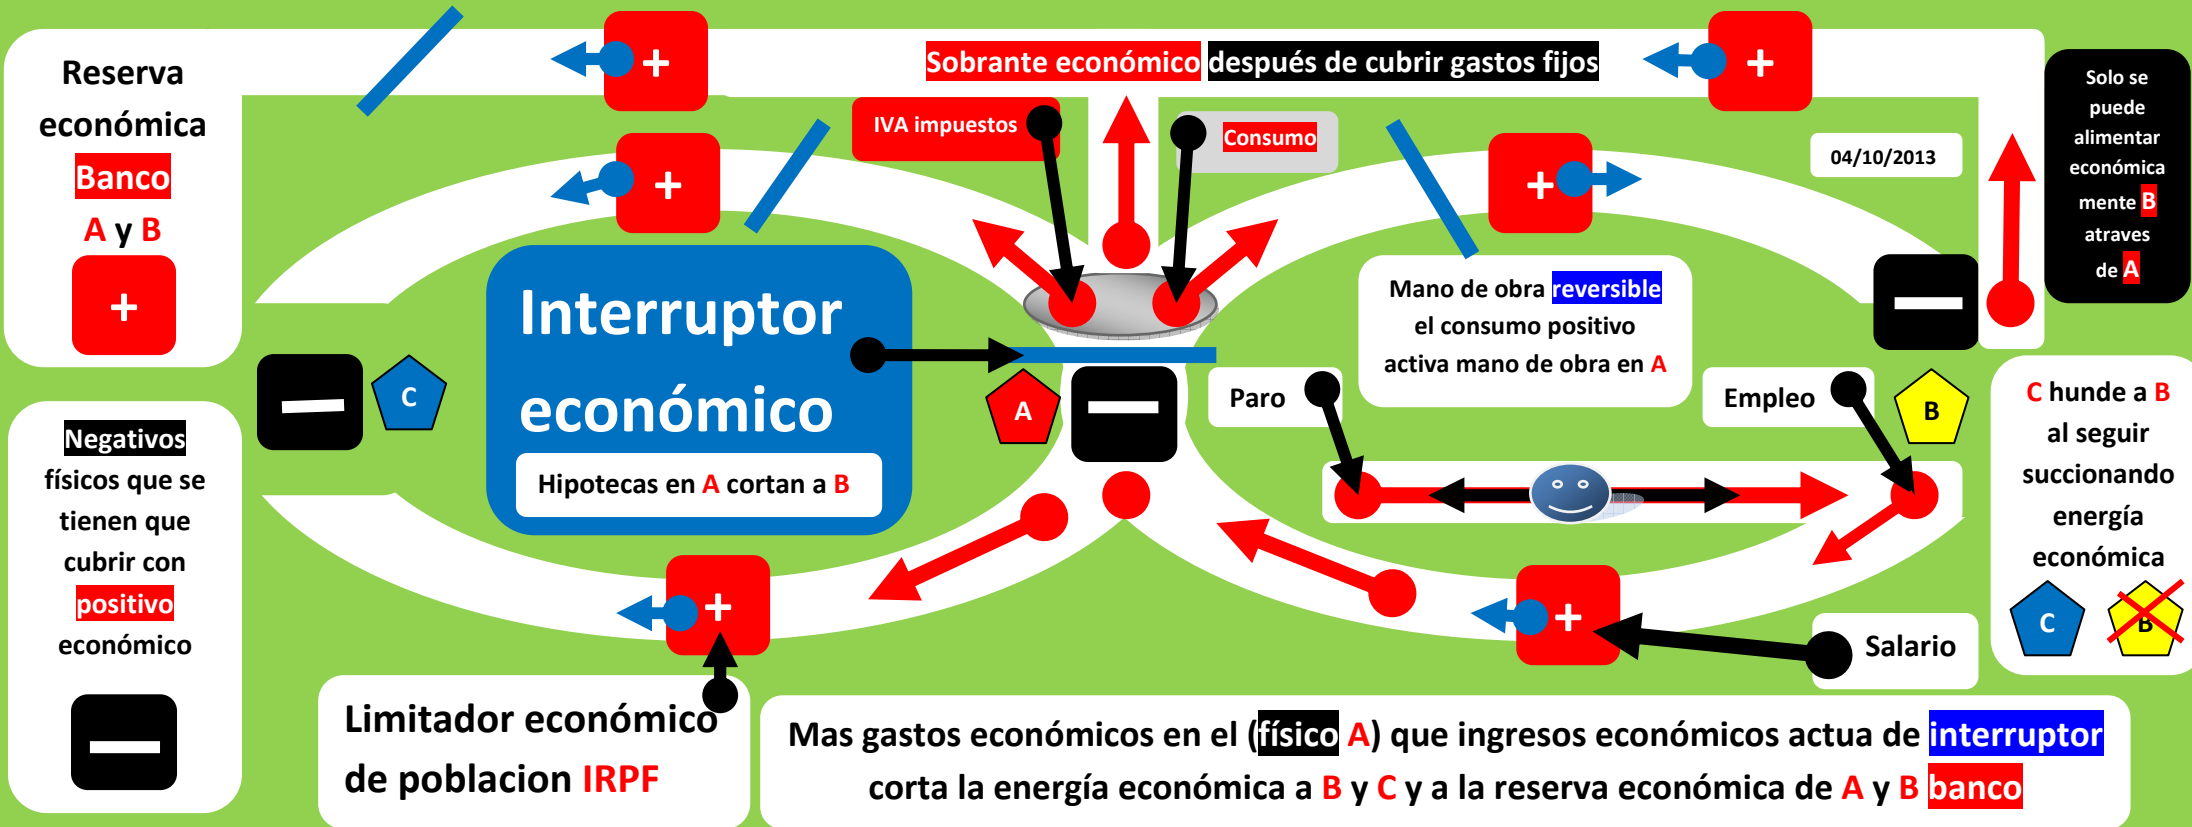 Reserva
económica
Banco
A y B
+
Negativos
físicos que se
tienen que
cubrir con
positivo
económico
+
+
Sobrante económico después de cubrir gastos fijos
+
IVA impuestos
Consumo
+
+
04/10/2013
Solo se
puede
alimentar
económica
mente B
atraves
de A
C
Interruptor
económico
Hipotecas en A cortan a B
A
Mano de obra reversible
el consumo positivo
activa mano de obra en A
Paro
Empleo
B
C hunde a B
al seguir
succionando
energía
económica
C
B
+
+
Salario
Limitador económico
de poblacion IRPF
Mas gastos económicos en el (físico A) que ingresos económicos actua de interruptor
corta la energía económica a B y C y a la reserva económica de A y B banco